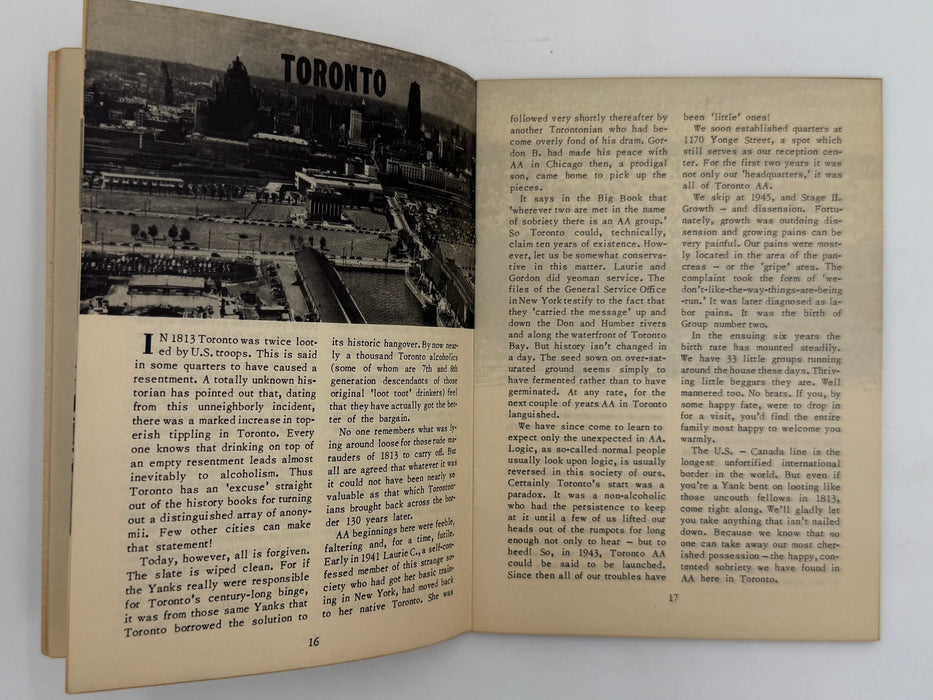 TORONTO
IN 1813 Toronto was twice loot-
ed by U.S. troops. This is said
in some quarters to have caused a
resentment. A totally unknown his-
torian has pointed out that, dating
from this unneighborly incident,
there was a marked increase in top-
erish tippling in Toronto. Every
one knows that drinking on top of
an empty resentment leads almost
inevitably to alcoholism. Thus
Toronto has an 'excuse' straight
out of the history books for turning
out a distinguished array of anony-
mii. Few other cities can make
that statement!
Today, however, all is forgiven.
The slate is wiped clean. For if
the Yanks really were responsible
for Toronto's century-long binge,
it was from those same Yanks that
Toronto borrowed the solution to
its historic hangover. By now near-
ly a thousand Toronto alcoholics
(some of whom are 7th and 8th
generation descendants of those
original 'loot toot' drinkers) feel
that they have actually got the bet-
ter of the bargain.
No one remembers what was ly-
ing around loose for those rude ma-
rauders of 1813 to carry off. But
all are agreed that whatever it was
it could not have been nearly so
valuable as that which Toronton-
ians brought back across the bor-
der 130 years later.
AA beginnings here were feeble,
faltering and, for a time, futile.
Early in 1941 Laurie C., a self-con-
fessed member of this strange so-
ciety who had got her basic train-
ing in New York, had moved back
to her native Toronto. She was
16
followed very shortly thereafter by
another Torontonian who had be-
come overly fond of his dram. Gor-
don B. had made his peace with
AA in Chicago then, a prodigal
son, came home to pick up the
pieces.
It says in the Big Book that
'wherever two are met in the name
of sobriety there is an AA group.'
So Toronto could, technically,
claim ten years of existence. How-
ever, let us be somewhat conserva-
tive in this matter. Laurie and
Gordon did yeoman service. The
files of the General Service Office
in New York testify to the fact that
they 'carried the message' up and
down the Don and Humber rivers
and along the waterfront of Toronto
Bay. But history isn't changed in
a day. The seed sown on over-sat-
urated ground seems simply to
have fermented rather than to have
germinated. At any rate, for the
next couple of years AA in Toronto
languished.
We have since come to learn to
expect only the unexpected in AA.
Logic, as so-called normal people
usually look upon logic, is usually
reversed in this society of ours.
Certainly Toronto's start was a
paradox. It was a non-alcoholic
who had the persistence to keep
at it until a few of us lifted our
heads out of the rumpots for long
enough not only to hear – but to
heed! So, in 1943, Toronto AA
could be said to be launched.
Since then all of our troubles have
been 'little' ones!
We soon established quarters at
1170 Yonge Street, a spot which
still serves as our reception cen-
ter. For the first two years it was
not only our 'headquarters,' it was
all of Toronto AA.
We skip at 1945, and Stage II.
Growth – and dissension. Fortu-
nately, growth was outdoing dis-
sension and growing pains can be
very painful. Our pains were most-
ly located in the area of the pan-
creas – or the 'gripe' area. The
complaint took the form of 'we-
don't-like-the-way-things-are-being
-run.' It was later diagnosed as la-
bor pains. It was the birth of
Group number two.
In the ensuing six years the
birth rate has mounted steadily.
We have 33 little groups running
around the house these days. Thriv-
ing little beggars they are. Well
mannered too. No brats. If you, by
some happy fate, were to drop in
for a visit, you'd find the entire
family most happy to welcome you
warmly.
The U.S. – Canada line is the
longest unfortified international
border in the world. But even if
you're a Yank bent on looting like
those uncouth fellows in 1813,
come right along. We'll gladly let
you take anything that isn't nailed
down. Because we know that no
one can take away our most cher-
ished possession – the happy, con-
tented sobriety we have found in
AA here in Toronto.
17